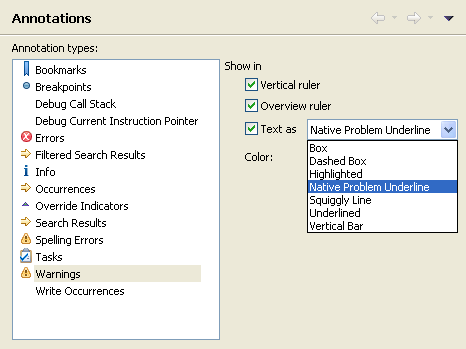 Annotations
Annotation types:
Bookmarks
Breakpoints
Debug Call Stack
Debug Current Instruction Pointer
Errors
Filtered Search Results
Info
Occurrences
Override Indicators
Search Results
Spelling Errors
Tasks
Warnings
Write Occurrences
Show in
Vertical ruler
Overview ruler
Text as
Native Problem Underline
Color:
Box
Dashed Box
Highlighted
Native Problem Underline
Squiggly Line
Underlined
Vertical Bar